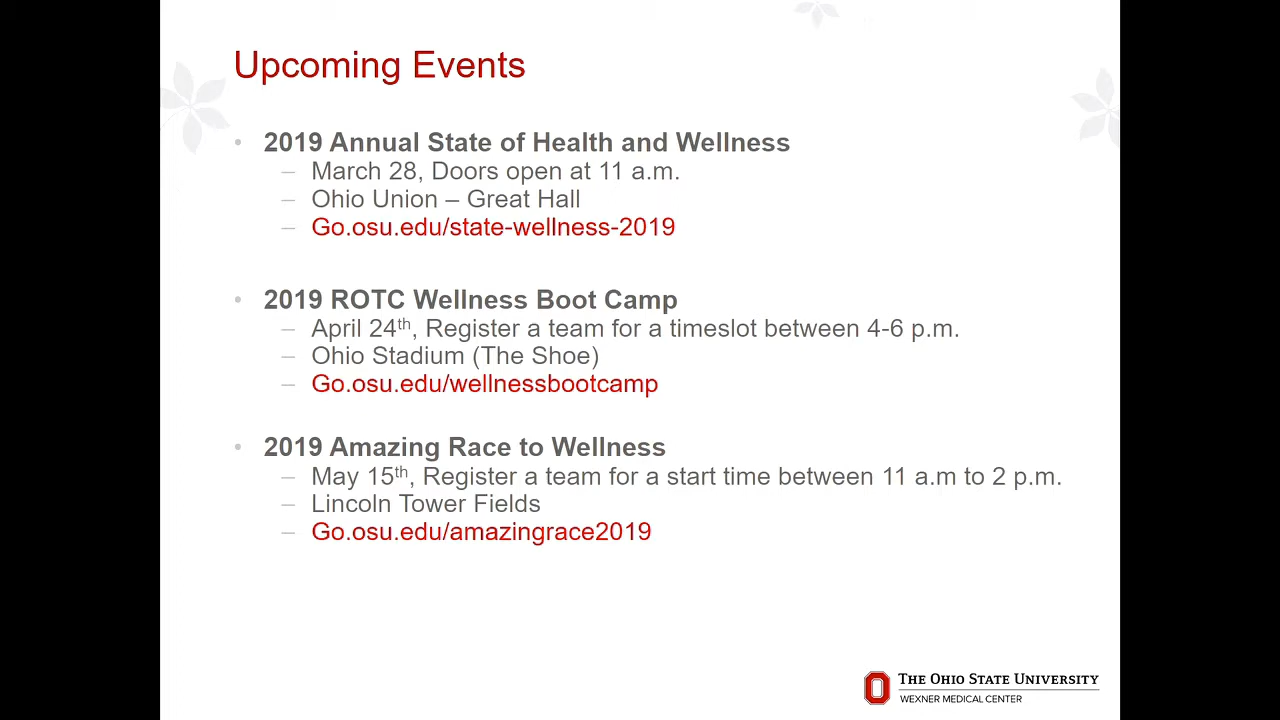 Upcoming Events
• 2019 Annual State of Health and Wellness
– March 28, Doors open at 11 a.m.
– Ohio Union – Great Hall
– Go.osu.edu/state-wellness-2019
• 2019 ROTC Wellness Boot Camp
– April 24th, Register a team for a timeslot between 4-6 p.m.
– Ohio Stadium (The Shoe)
– Go.osu.edu/wellnessbootcamp
• 2019 Amazing Race to Wellness
– May 15th, Register a team for a start time between 11 a.m to 2 p.m.
– Lincoln Tower Fields
– Go.osu.edu/amazingrace2019
THE OHIO STATE UNIVERSITY
WEXNER MEDICAL CENTER